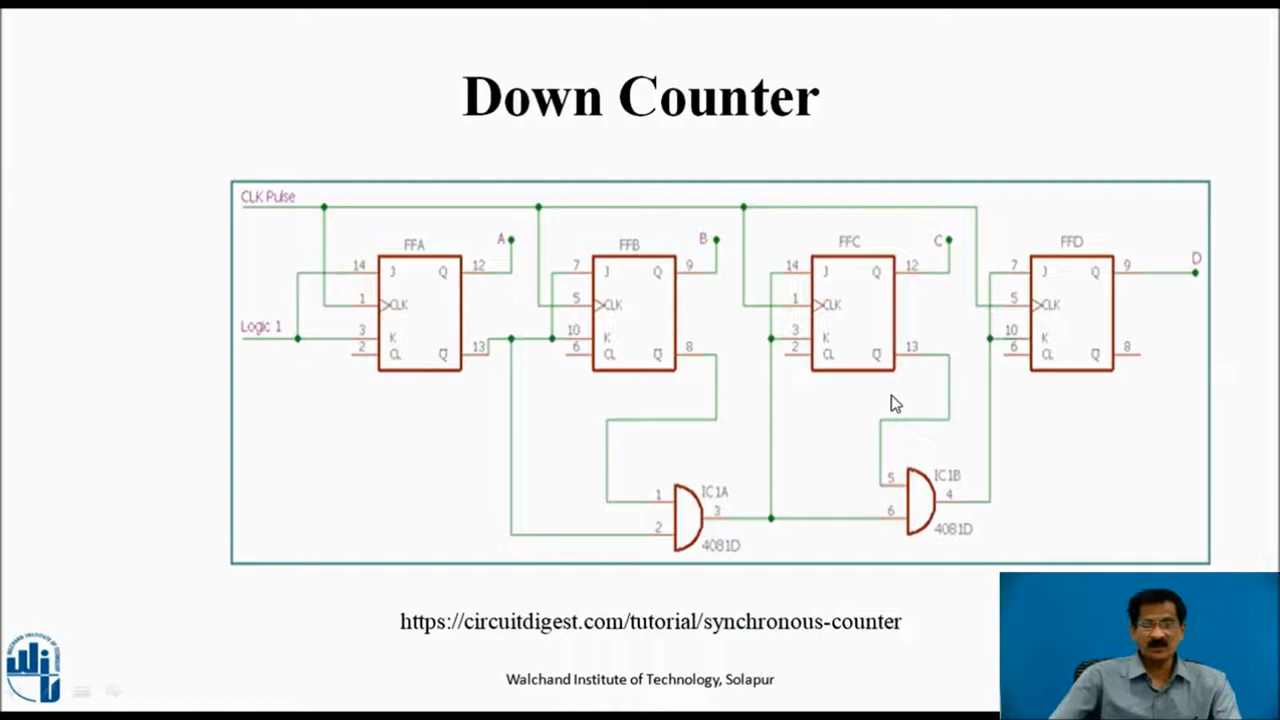 Down Counter
CLK Pulse
FFA
FFB
FFC
FFD
A
B
C
D
14 J Q 12
7 J Q 9
14 J Q 12
7 J Q 9
1 CLK
5 CLK
1 CLK
5 CLK
Logic 1
3 K
10 K
3 K
10 K
2 CL Q 13
6 CL Q 8
2 CL Q 13
6 CL Q 8
1
2
3
IC1A
4081D
5
6
4
IC1B
4081D
https://circuitdigest.com/tutorial/synchronous-counter
Walchand Institute of Technology, Solapur